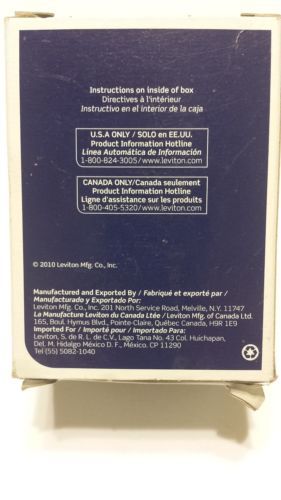 Instructions on inside of box
Directives à l'intérieur
Instructivo en el interior de la caja
U.S.A ONLY / SOLO en EE.UU.
Product Information Hotline
Línea Automática de Información
1-800-824-3005/www.leviton.com
CANADA ONLY/Canada seulement
Product Information Hotline
Ligne d'assistance sur les produits
1-800-405-5320/www.leviton.com
© 2010 Leviton Mfg. Co., Inc.
Manufactured and Exported By / Fabriqué et exporté par /
Manufacturado y Exportado Por:
Leviton Mfg. Co., Inc. 201 North Service Road, Melville, N.Y. 11747
La Manufacture Leviton du Canada Ltée / Leviton Mfg. of Canada Ltd.
165, Boul. Hymus Blvd., Pointe-Claire, Québec Canada, H9R 1E9
Imported For / Importé pour / Importado Para:
Leviton, S. de R. L. de C.V., Lago Tana No. 43 Col. Huichapan,
Del. M. Hidalgo México D. F., México, CP 11290
Tel (55) 5082-1040